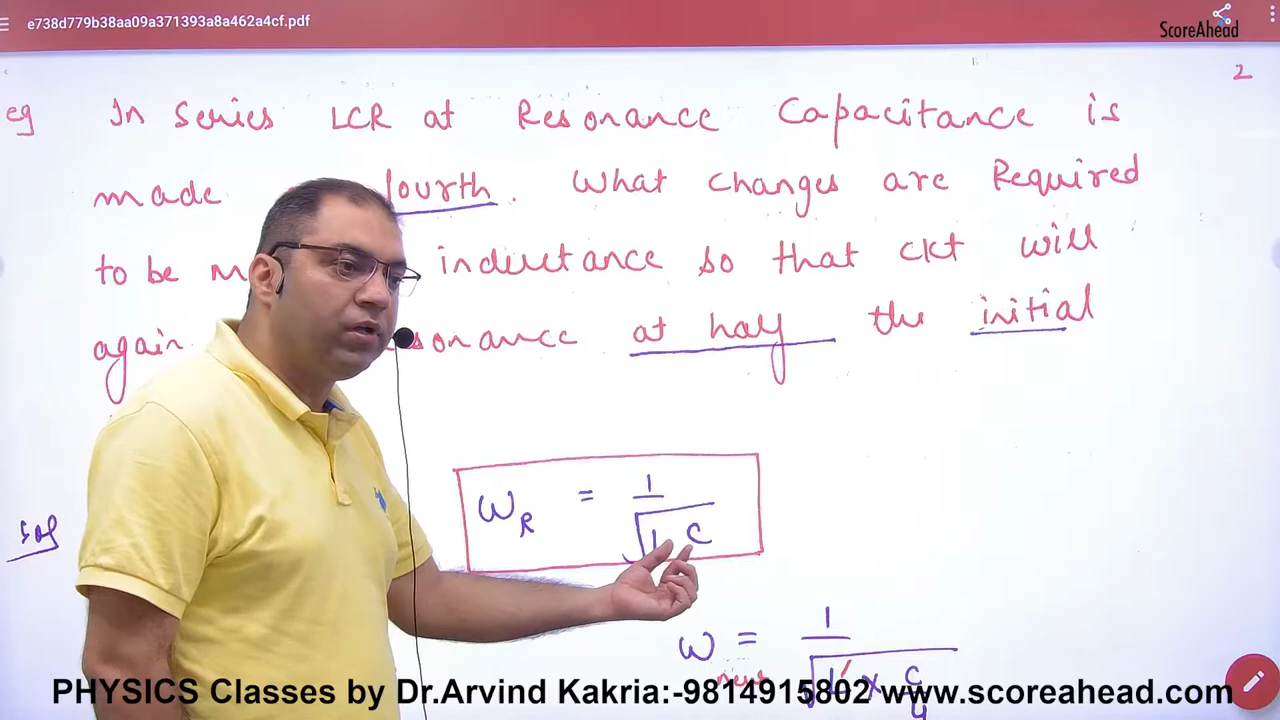 e738d779b38aa09a371393a8a462a4cf.pdf
ScoreAhead
2
eg In Series LCR at Resonance Capacitance is
made fourth. What changes are Required
to be m inductance so that ckt will
again sonance at half the initial
Sol
ω_R = 1/√LC
ω_new = 1/√(L' × C/4)
PHYSICS Classes by Dr.Arvind Kakria:-9814915802 www.scoreahead.com